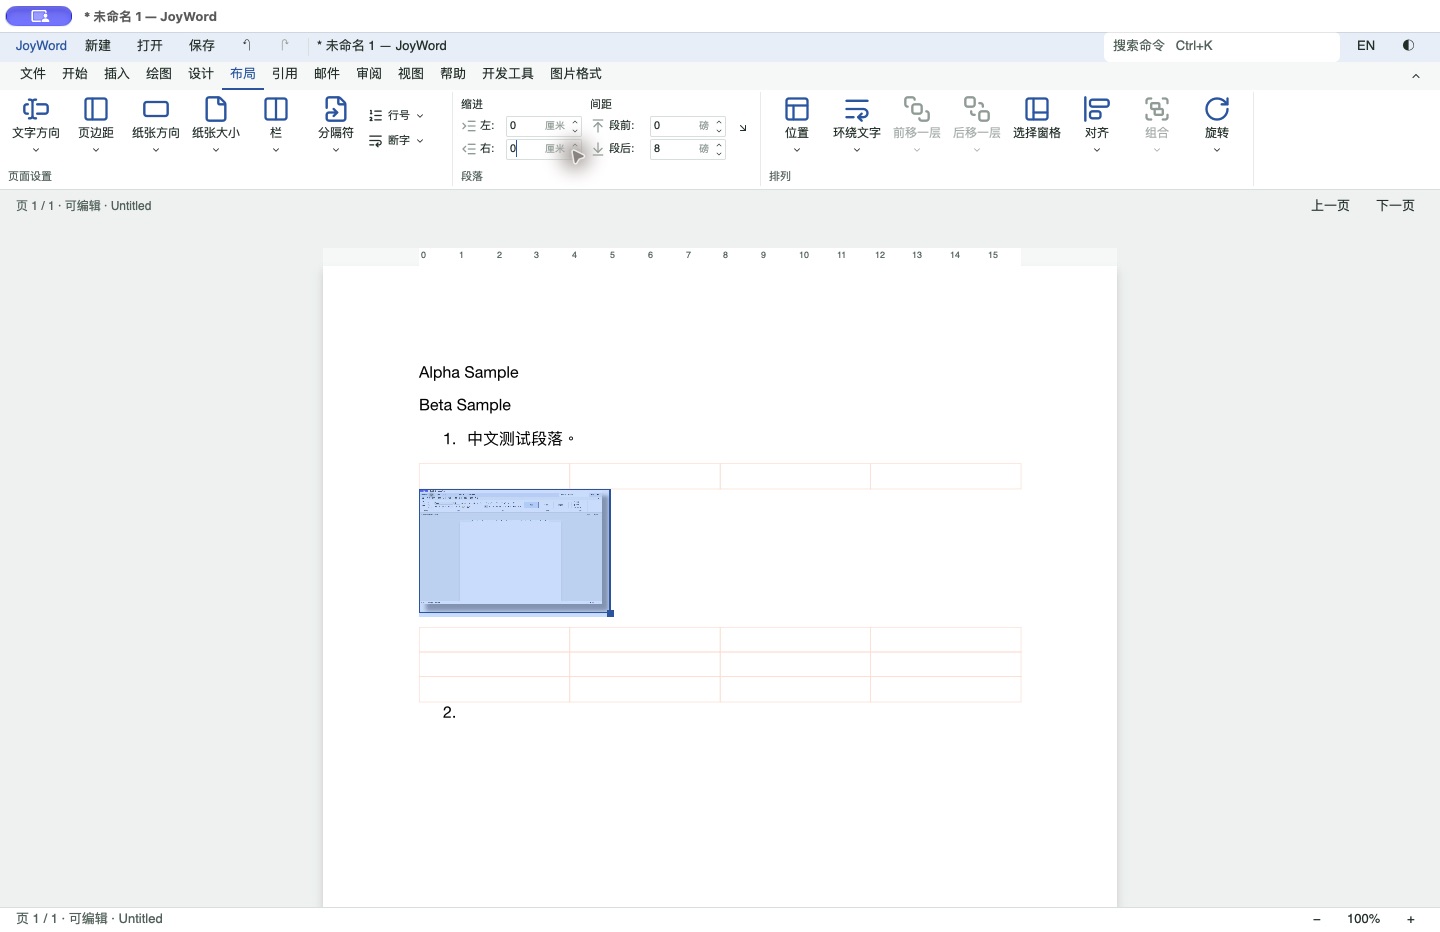 * 未命名 1 — JoyWord
JoyWord 新建 打开 保存 * 未命名 1 — JoyWord 搜索命令 Ctrl+K EN
文件 开始 插入 绘图 设计 布局 引用 邮件 审阅 视图 帮助 开发工具 图片格式
文字方向 页边距 纸张方向 纸张大小 栏 分隔符 行号 断字
页面设置
缩进 间距
左: 0 厘米 段前: 0 磅
右: 0 厘米 段后: 8 磅
段落
位置 环绕文字 前移一层 后移一层 选择窗格 对齐 组合 旋转
排列
页 1 / 1 · 可编辑 · Untitled 上一页 下一页
0 1 2 3 4 5 6 7 8 9 10 11 12 13 14 15
Alpha Sample
Beta Sample
1. 中文测试段落。
2.
页 1 / 1 · 可编辑 · Untitled − 100% +